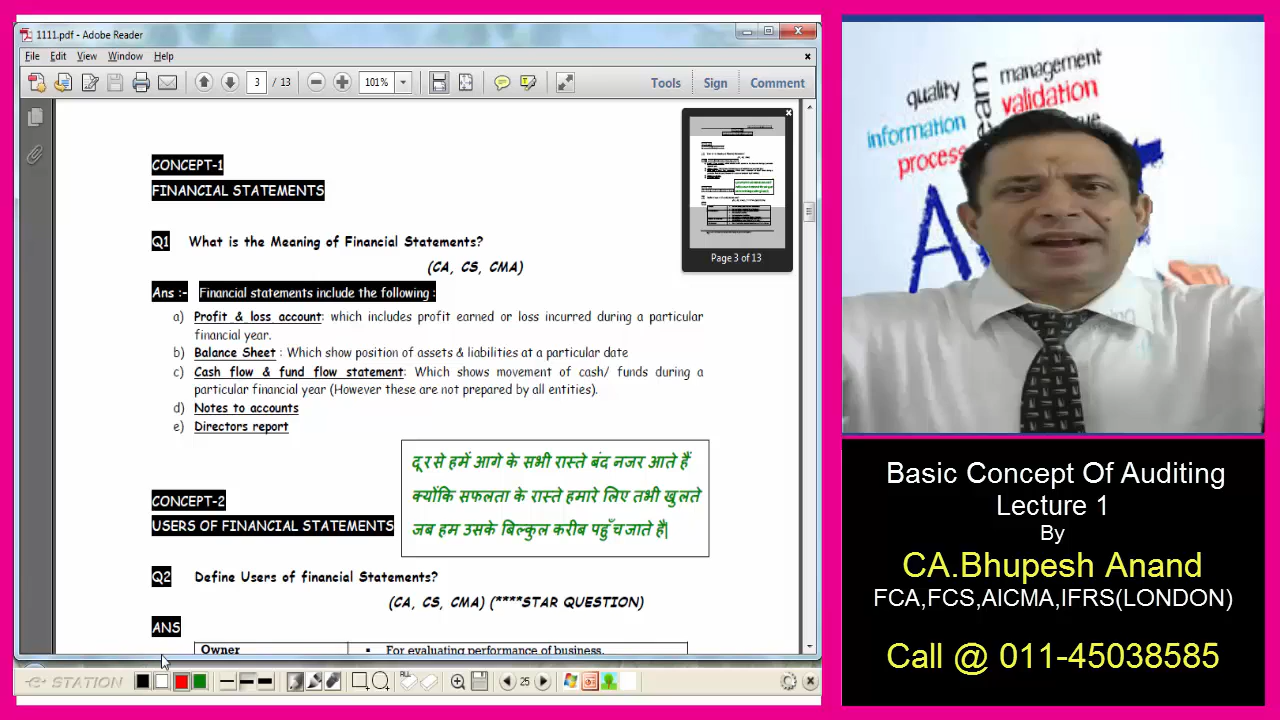 1111.pdf - Adobe Reader
File Edit View Window Help
3 / 13
101%
Tools Sign Comment
CONCEPT-1
FINANCIAL STATEMENTS
Q1 What is the Meaning of Financial Statements?
(CA, CS, CMA)
Ans :- Financial statements include the following :
a) Profit & loss account: which includes profit earned or loss incurred during a particular
financial year.
b) Balance Sheet : Which show position of assets & liabilities at a particular date
c) Cash flow & fund flow statement: Which shows movement of cash/ funds during a
particular financial year (However these are not prepared by all entities).
d) Notes to accounts
e) Directors report
दूर से हमें आगे के सभी रास्ते बंद नजर आते हैं
क्योंकि सफलता के रास्ते हमारे लिए तभी खुलते
जब हम उसके बिल्कुल करीब पहुँच जाते है|
CONCEPT-2
USERS OF FINANCIAL STATEMENTS
Q2 Define Users of financial Statements?
(CA, CS, CMA) (****STAR QUESTION)
ANS
Owner ▪ For evaluating performance of business.
Page 3 of 13
e-STATION
25
quality
management
information
validation
process
Basic Concept Of Auditing
Lecture 1
By
CA.Bhupesh Anand
FCA,FCS,AICMA,IFRS(LONDON)
Call @ 011-45038585